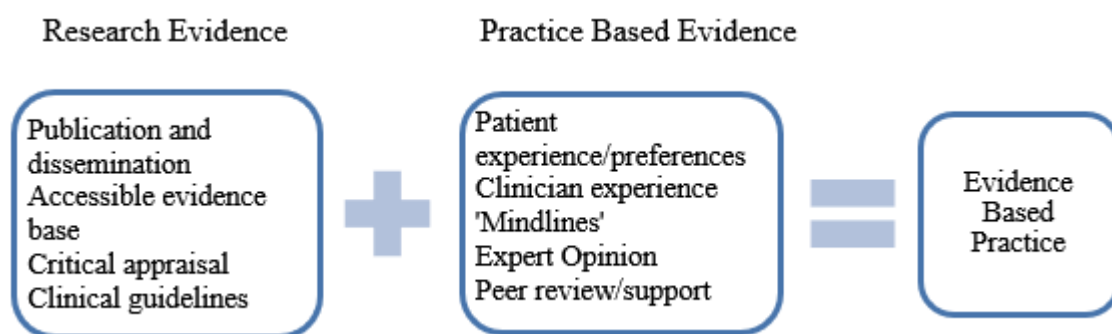 Research Evidence
Practice Based Evidence
Publication and
dissemination
Accessible evidence
base
Critical appraisal
Clinical guidelines
Patient
experience/preferences
Clinician experience
'Mindlines'
Expert Opinion
Peer review/support
Evidence
Based
Practice